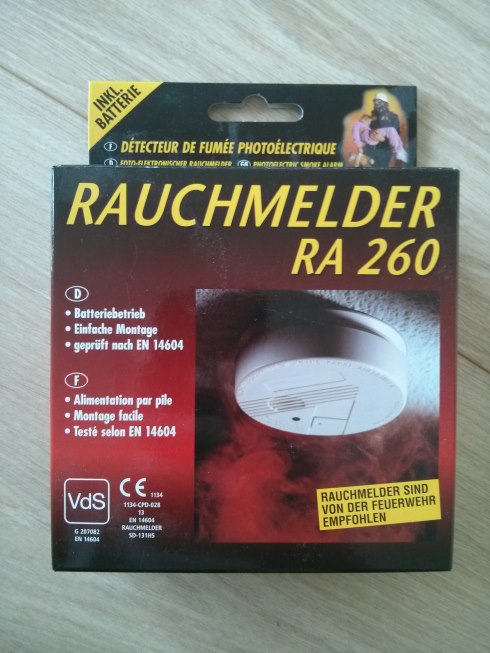 INKL.
BATTERIE
F DÉTECTEUR DE FUMÉE PHOTOÉLECTRIQUE
D FOTO-ELEKTRONISCHER RAUCHMELDER GB PHOTOELECTRIC SMOKE ALARM
RAUCHMELDER
RA 260
D
• Batteriebetrieb
• Einfache Montage
• geprüft nach EN 14604
F
• Alimentation par pile
• Montage facile
• Testé selon EN 14604
VdS
G 207082
EN 14604
CE 1134
1134-CPD-028
13
EN 14604
RAUCHMELDER
SD-131HS
RAUCHMELDER SIND
VON DER FEUERWEHR
EMPFOHLEN